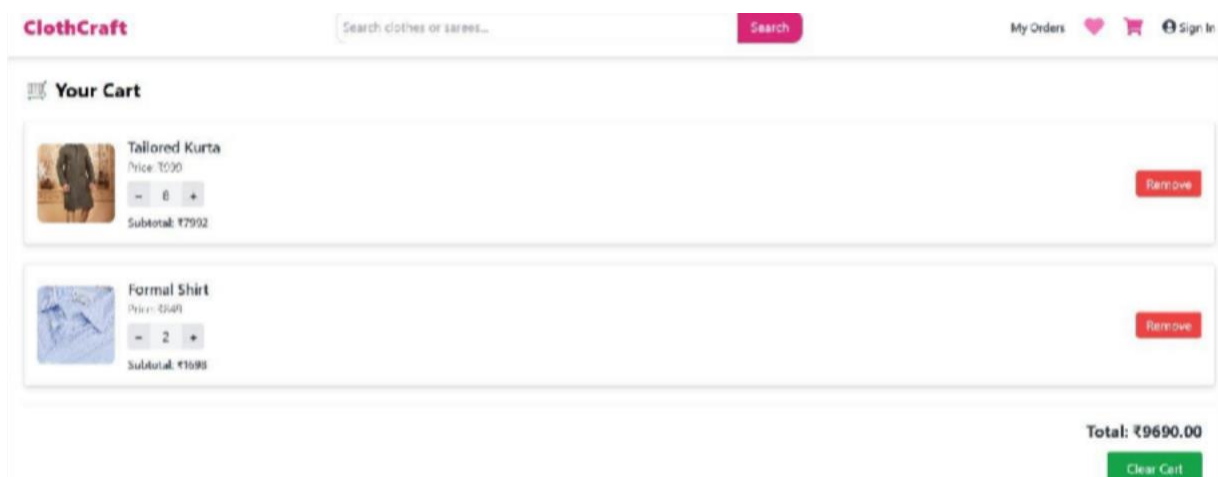 ClothCraft
Search clothes or sarees...
Search
My Orders
Sign In
Your Cart
Tailored Kurta
Price:
- +
Subtotal: ₹7992
Remove
Formal Shirt
Price: ₹849
- 2 +
Subtotal: ₹1698
Remove
Total: ₹9690.00
Clear Cart